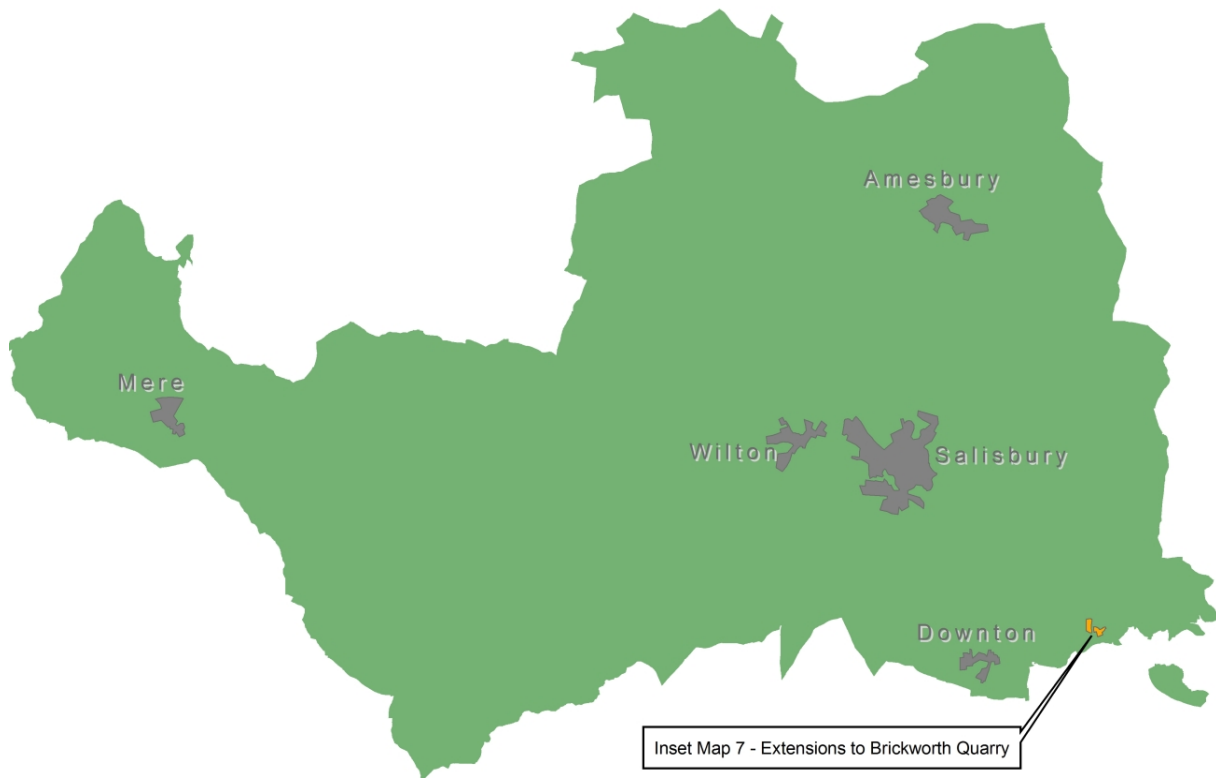 Amesbury
Mere
Wilton
Salisbury
Downton
Inset Map 7 - Extensions to Brickworth Quarry